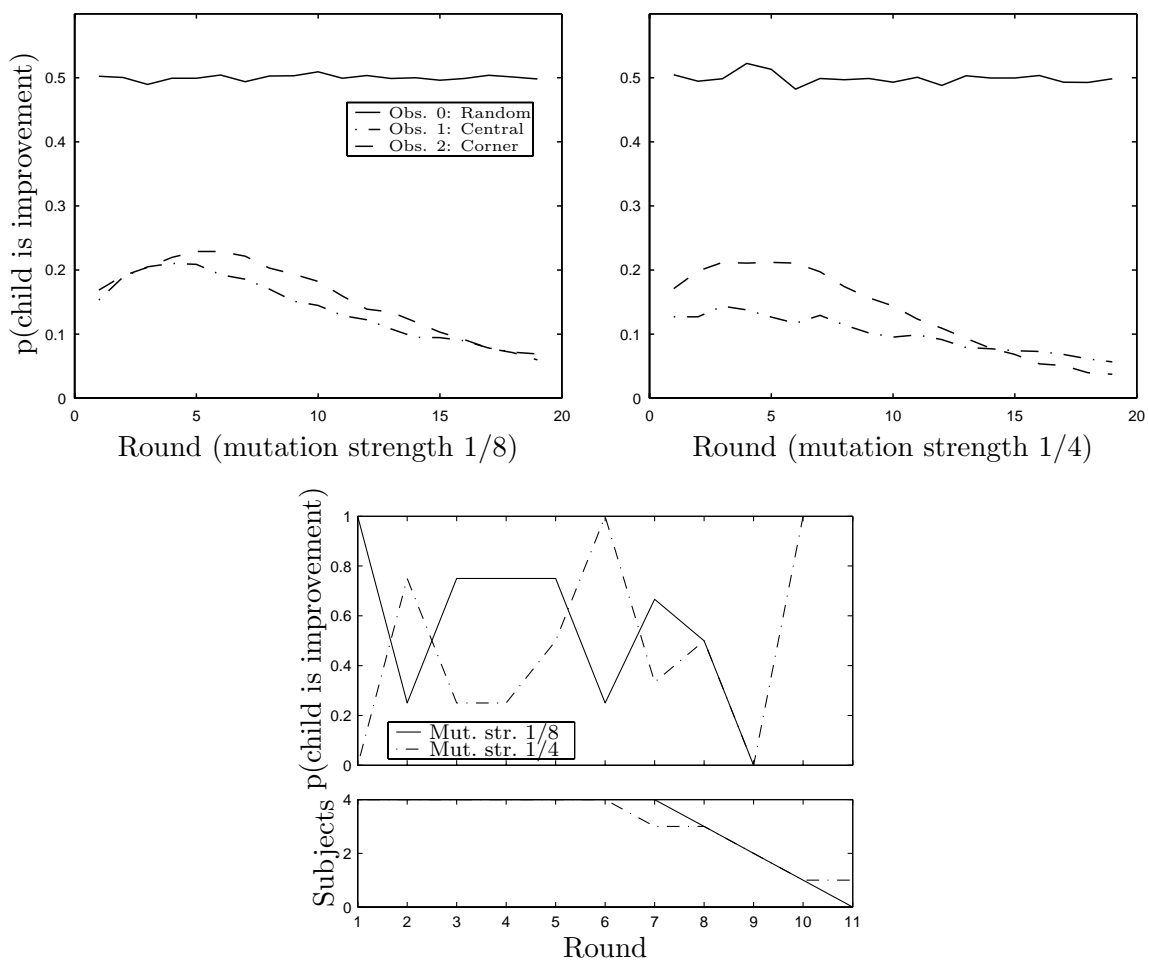 p(child is improvement)
0.5
0.4
0.3
0.2
0.1
0
0 5 10 15 20
Round (mutation strength 1/8)
Obs. 0: Random
Obs. 1: Central
Obs. 2: Corner
0.5
0.4
0.3
0.2
0.1
0
0 5 10 15 20
Round (mutation strength 1/4)
p(child is improvement)
1
0.8
0.6
0.4
0.2
0
Mut. str. 1/8
Mut. str. 1/4
Subjects
4
2
0
1 2 3 4 5 6 7 8 9 10 11
Round